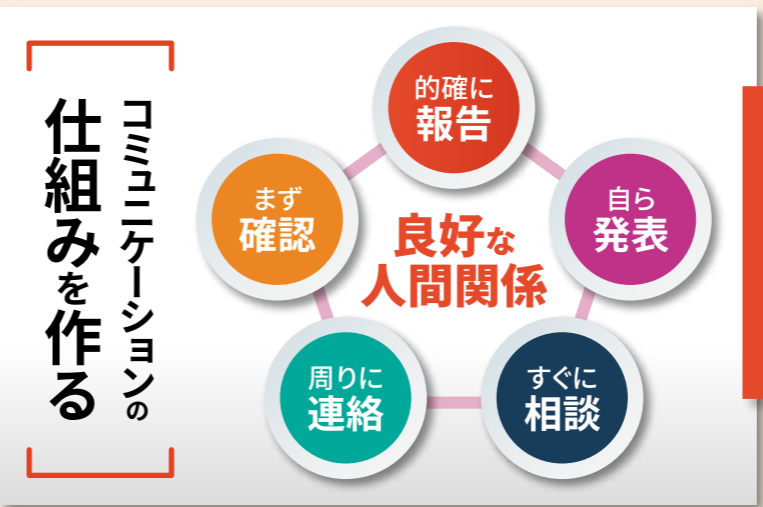 コミュニケーションの
仕組みを作る
的確に
報告
自ら
発表
すぐに
相談
周りに
連絡
まず
確認
良好な
人間関係